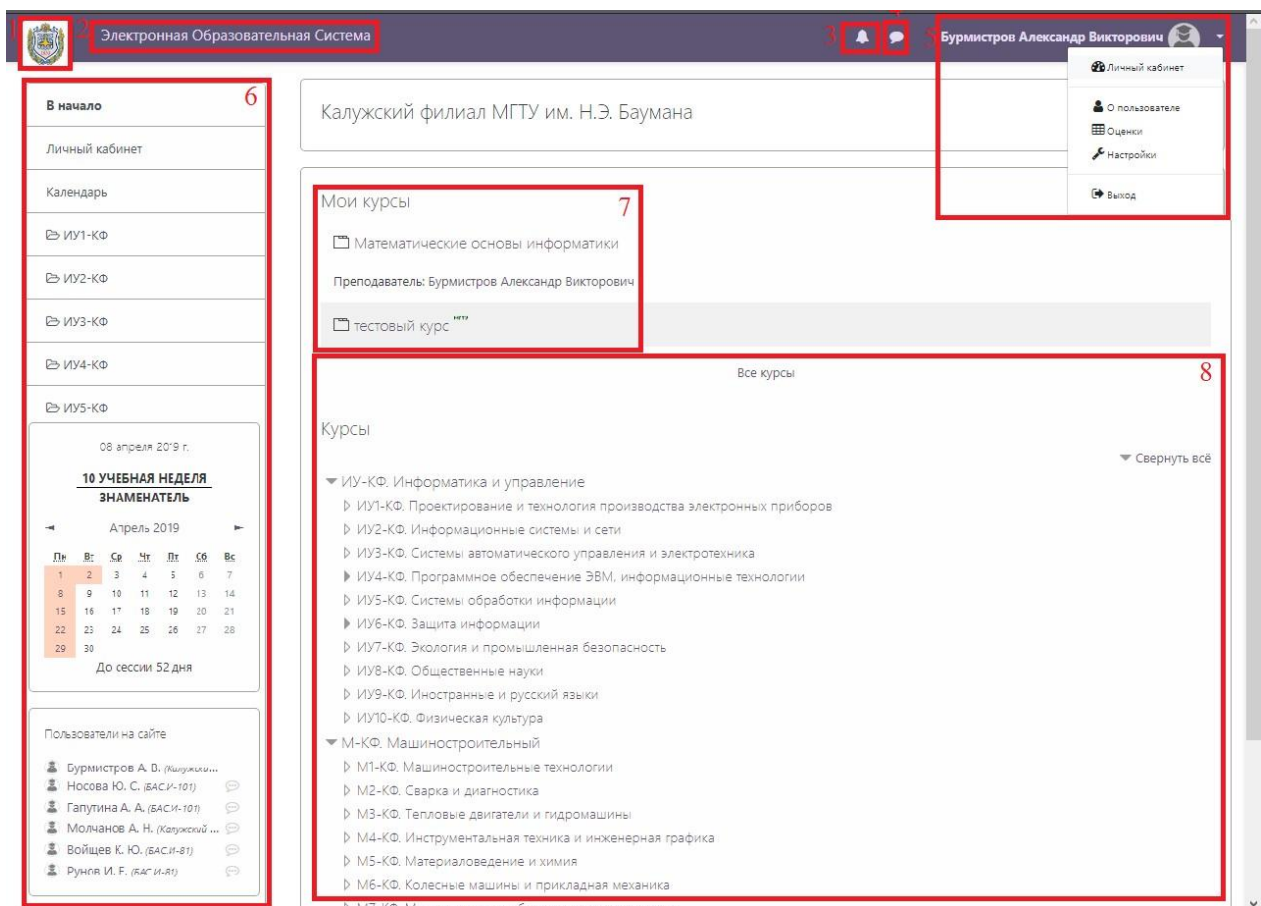 1
2
Электронная Образовательная Система
3
4
5
Бурмистров Александр Викторович
Личный кабинет
О пользователе
Оценки
Настройки
Выход
6
В начало
Личный кабинет
Календарь
ИУ1-КФ
ИУ2-КФ
ИУ3-КФ
ИУ4-КФ
ИУ5-КФ
08 апреля 2019 г.
10 УЧЕБНАЯ НЕДЕЛЯ
ЗНАМЕНАТЕЛЬ
◄ Апрель 2019 ►
Пн Вт Ср Чт Пт Сб Вс
1 2 3 4 5 6 7
8 9 10 11 12 13 14
15 16 17 18 19 20 21
22 23 24 25 26 27 28
29 30
До сессии 52 дня
Пользователи на сайте
Бурмистров А. В. (Калужски...
Носова Ю. С. (БАС.И-101)
Гапутина А. А. (БАС.И-101)
Молчанов А. Н. (Калужский ...
Войщев К. Ю. (БАС.И-81)
Рунов И. Е. (БАС.И-81)
Калужский филиал МГТУ им. Н.Э. Баумана
Мои курсы
7
Математические основы информатики
Преподаватель: Бурмистров Александр Викторович
тестовый курс МГТУ
Все курсы
8
Курсы
Свернуть всё
ИУ-КФ. Информатика и управление
ИУ1-КФ. Проектирование и технология производства электронных приборов
ИУ2-КФ. Информационные системы и сети
ИУ3-КФ. Системы автоматического управления и электротехника
ИУ4-КФ. Программное обеспечение ЭВМ, информационные технологии
ИУ5-КФ. Системы обработки информации
ИУ6-КФ. Защита информации
ИУ7-КФ. Экология и промышленная безопасность
ИУ8-КФ. Общественные науки
ИУ9-КФ. Иностранные и русский языки
ИУ10-КФ. Физическая культура
М-КФ. Машиностроительный
М1-КФ. Машиностроительные технологии
М2-КФ. Сварка и диагностика
М3-КФ. Тепловые двигатели и гидромашины
М4-КФ. Инструментальная техника и инженерная графика
М5-КФ. Материаловедение и химия
М6-КФ. Колесные машины и прикладная механика